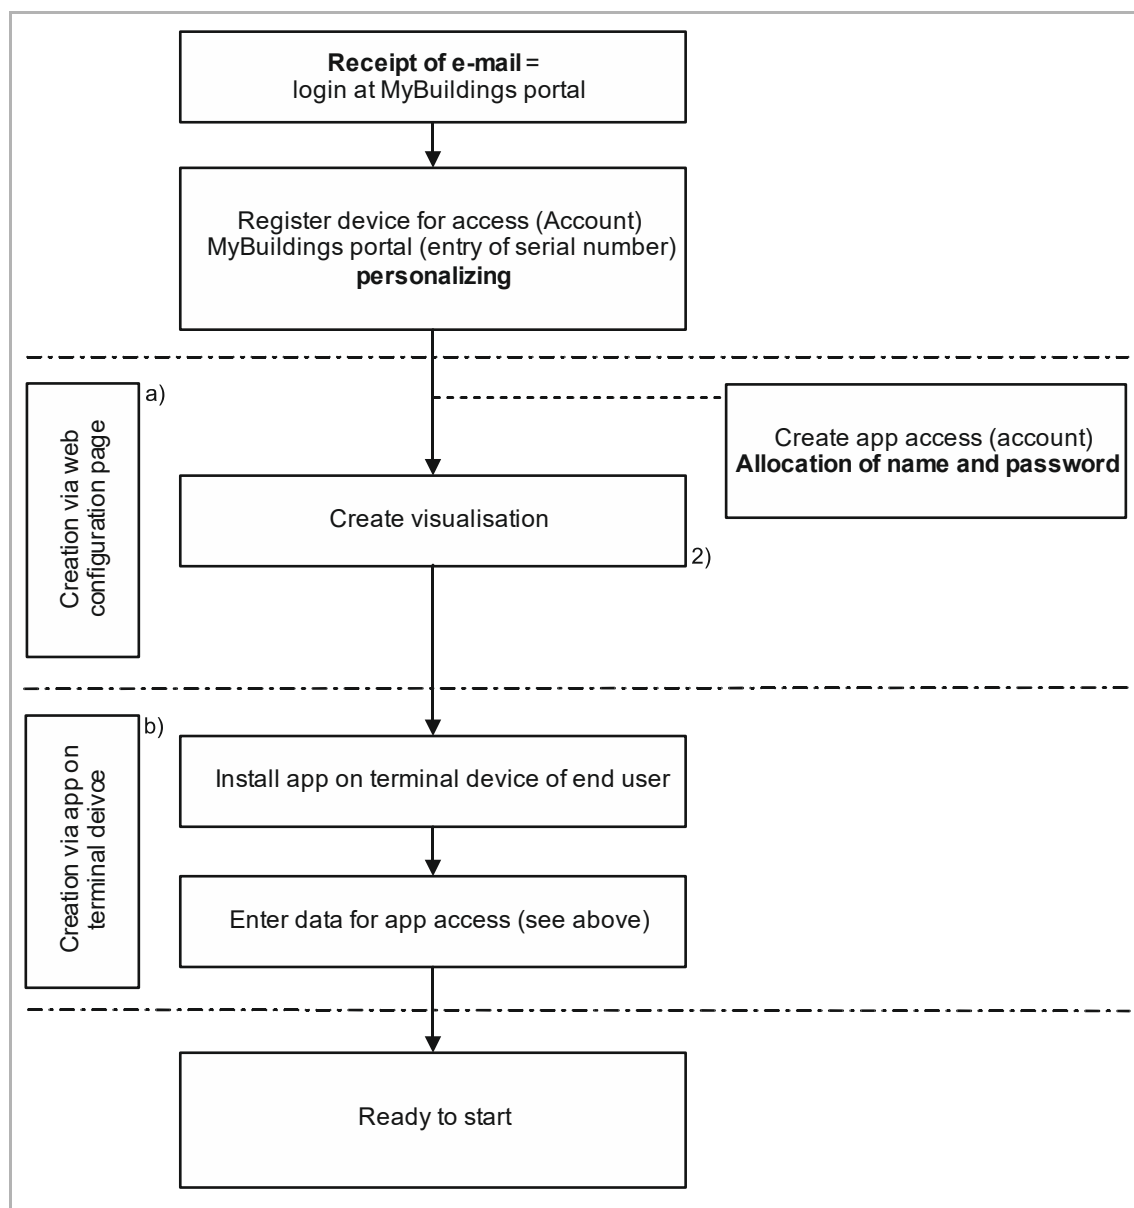 Receipt of e-mail =
login at MyBuildings portal
Register device for access (Account)
MyBuildings portal (entry of serial number)
personalizing
a)
Creation via web
configuration page
Create app access (account)
Allocation of name and password
Create visualisation
2)
b)
Creation via app on
terminal deivce
Install app on terminal device of end user
Enter data for app access (see above)
Ready to start